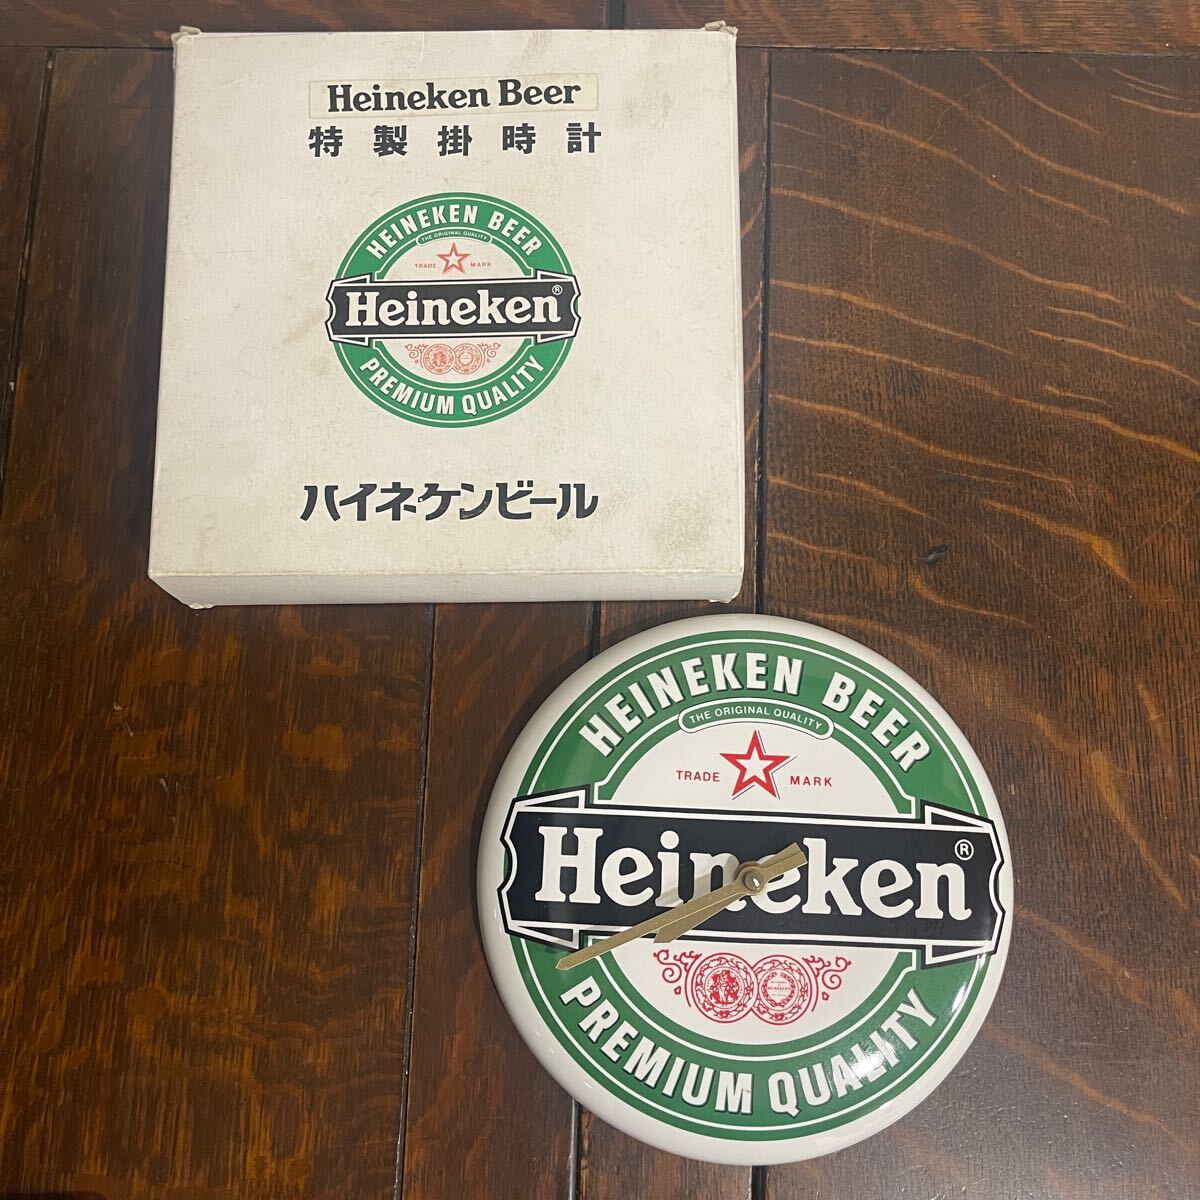 Heineken Beer
特製掛時計
HEINEKEN BEER
THE ORIGINAL QUALITY
TRADE MARK
Heineken®
PREMIUM QUALITY
ハイネケンビール
HEINEKEN BEER
THE ORIGINAL QUALITY
TRADE MARK
Heineken®
PREMIUM QUALITY